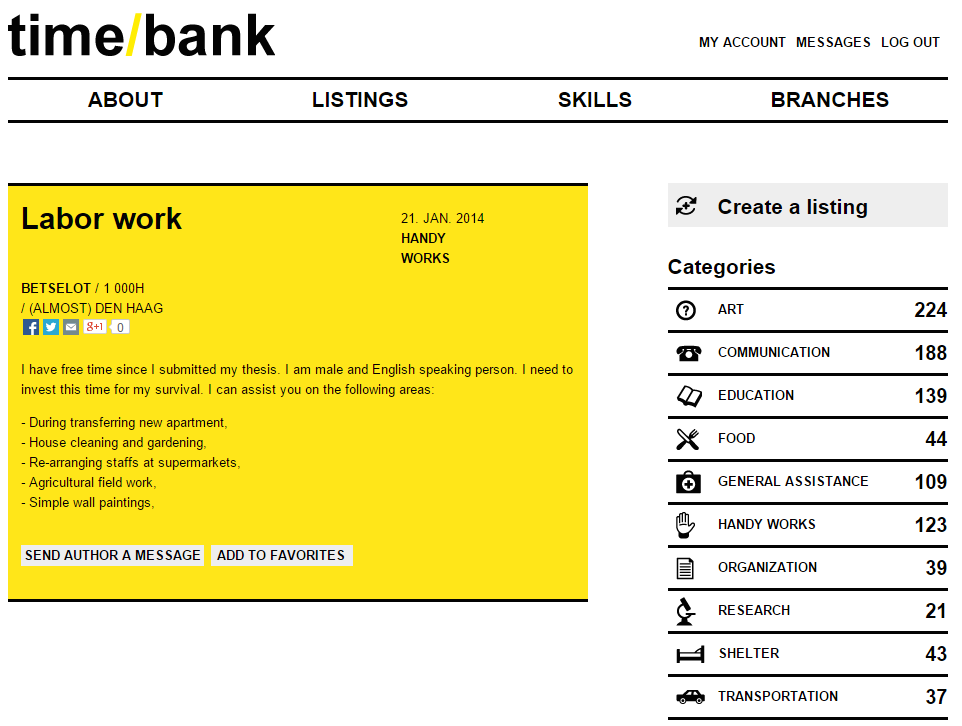 time/bank
MY ACCOUNT MESSAGES LOG OUT
ABOUT LISTINGS SKILLS BRANCHES
Labor work
21. JAN. 2014
HANDY
WORKS
BETSELOT / 1 000H
/ (ALMOST) DEN HAAG
g+1 0
I have free time since I submitted my thesis. I am male and English speaking person. I need to
invest this time for my survival. I can assist you on the following areas:
- During transferring new apartment,
- House cleaning and gardening,
- Re-arranging staffs at supermarkets,
- Agricultural field work,
- Simple wall paintings,
SEND AUTHOR A MESSAGE ADD TO FAVORITES
Create a listing
Categories
ART 224
COMMUNICATION 188
EDUCATION 139
FOOD 44
GENERAL ASSISTANCE 109
HANDY WORKS 123
ORGANIZATION 39
RESEARCH 21
SHELTER 43
TRANSPORTATION 37